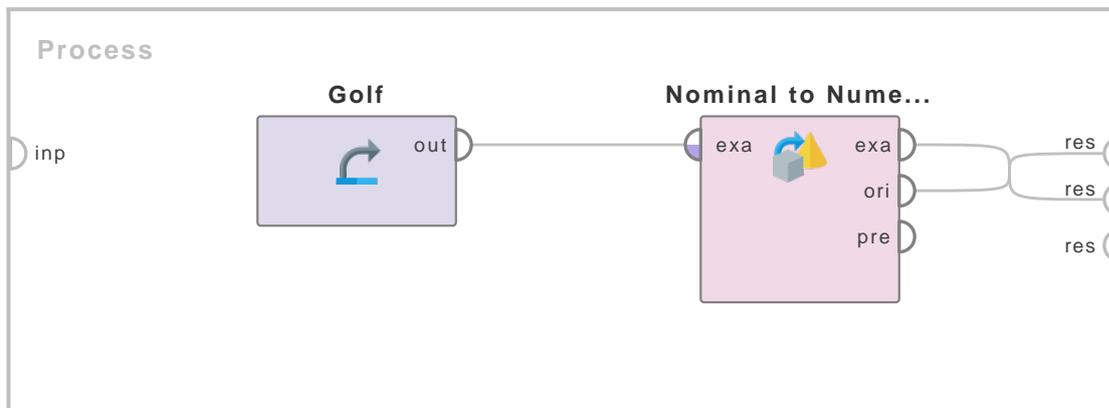 Process
Golf
Nominal to Nume...
inp
out
exa
exa
res
ori
res
pre
res